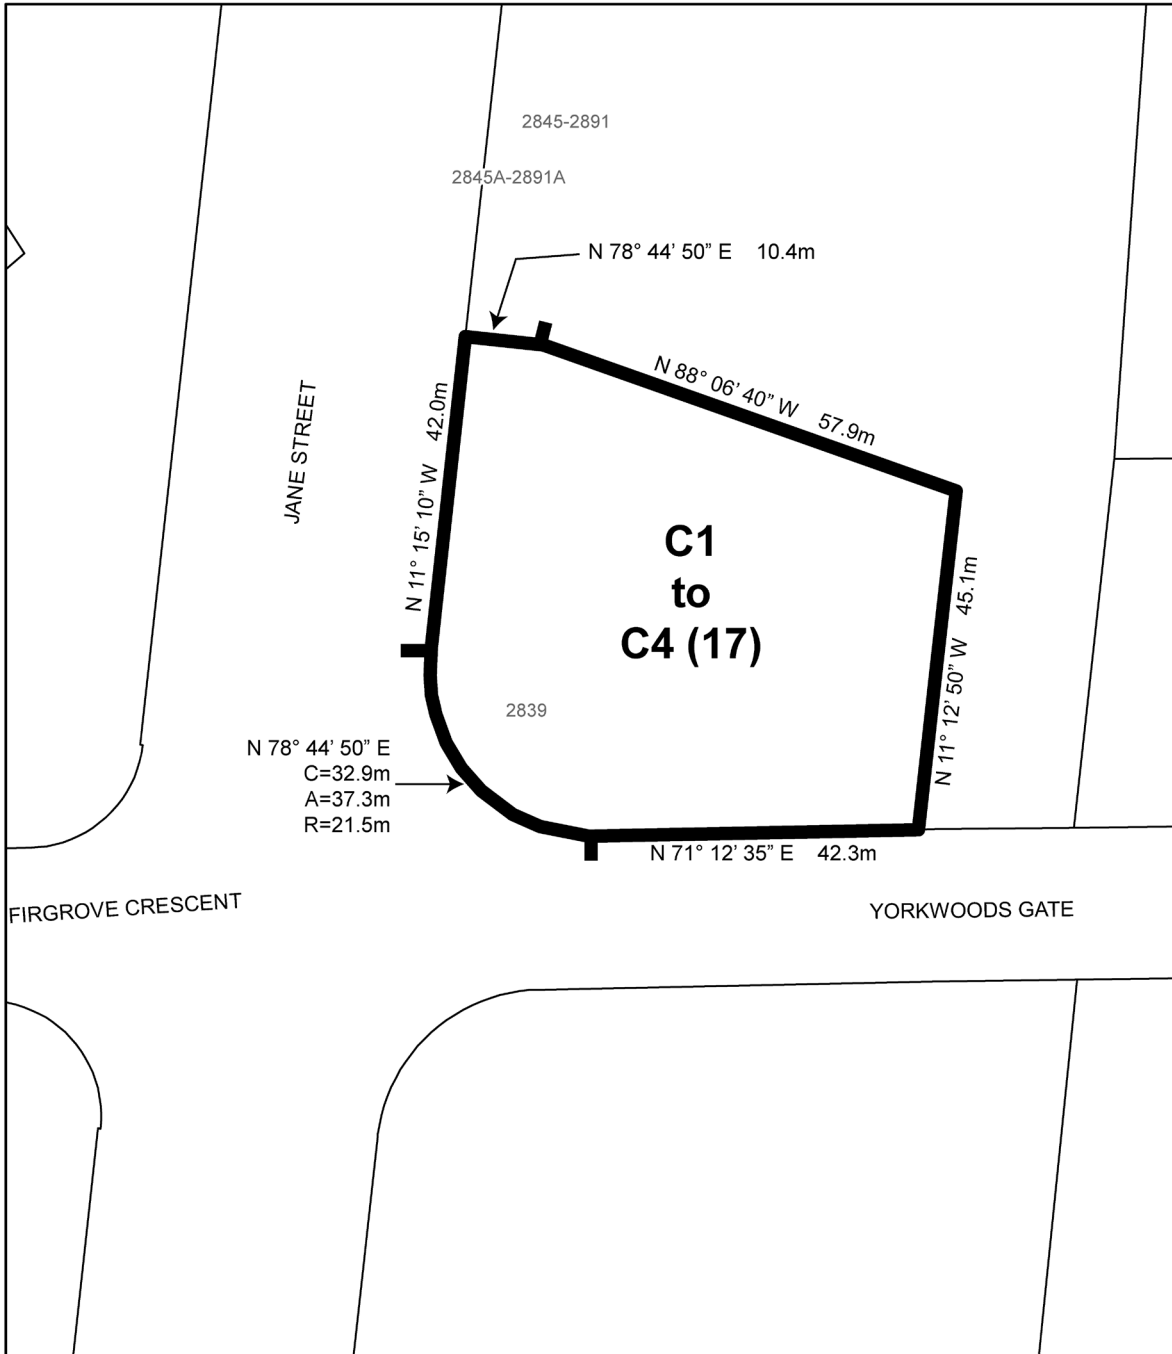 2845-2891
2845A-2891A
N 78° 44’ 50” E 10.4m
N 88° 06’ 40” W 57.9m
JANE STREET
N 11° 15’ 10” W 42.0m
C1
to
C4 (17)
N 11° 12’ 50” W 45.1m
2839
N 78° 44’ 50” E
C=32.9m
A=37.3m
R=21.5m
N 71° 12’ 35” E 42.3m
FIRGROVE CRESCENT
YORKWOODS GATE